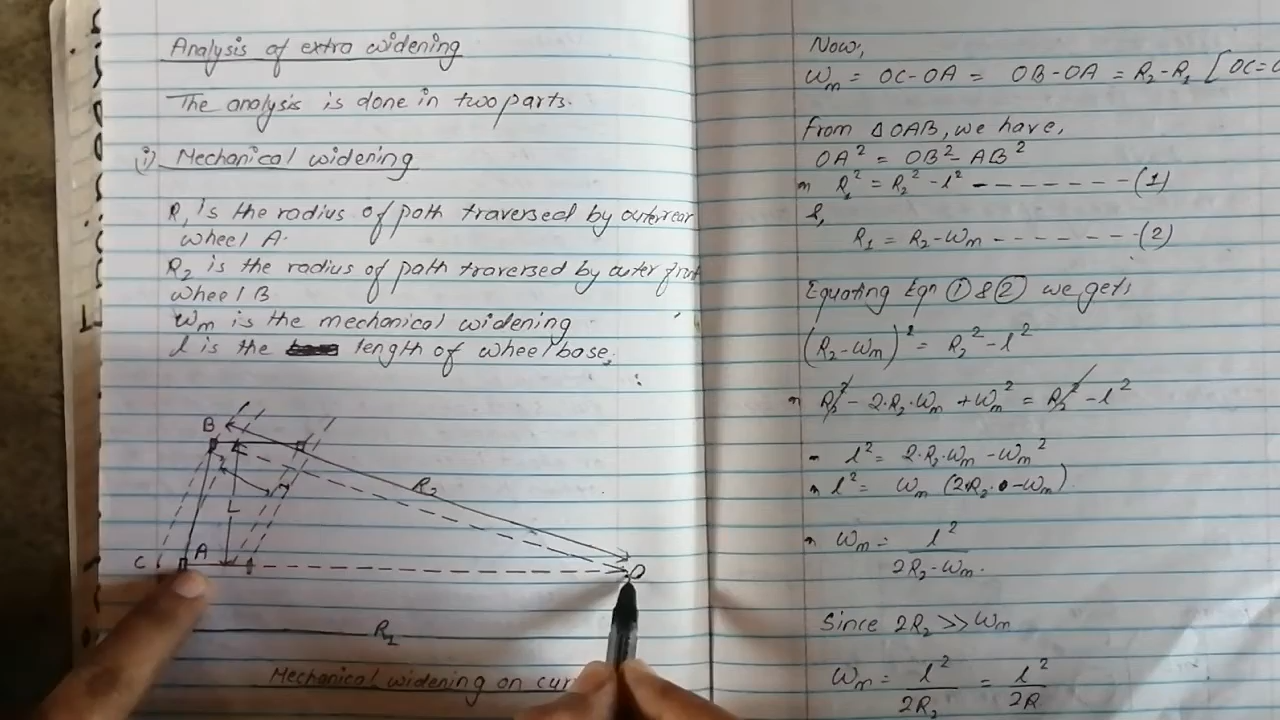 Analysis of extra widening
The analysis is done in two parts.
i) Mechanical widening
R₁ is the radius of path traversed by outer rear
wheel A.
R₂ is the radius of path traversed by outer front
wheel B
Wm is the mechanical widening
l is the length of wheel base;
B
R₂
L
C A O
R₁
Mechanical widening on cur
Now,
Wm = OC-OA = OB-OA = R₂-R₁ [OC=
From Δ OAB, we have,
OA² = OB²- AB²
R₁² = R₂² - l² -------(1)
&,
R₁ = R₂-Wm -------(2)
Equating Eqn ① & ② we gets
(R₂-Wm)² = R₂² - l²
R₂² - 2·R₂·Wm + Wm² = R₂² - l²
l² = 2·R₂·Wm - Wm²
l² = Wm (2R₂ - Wm)
Wm = l² / 2R₂-Wm.
Since 2R₂ >> Wm
Wm = l² / 2R₂ = l² / 2R